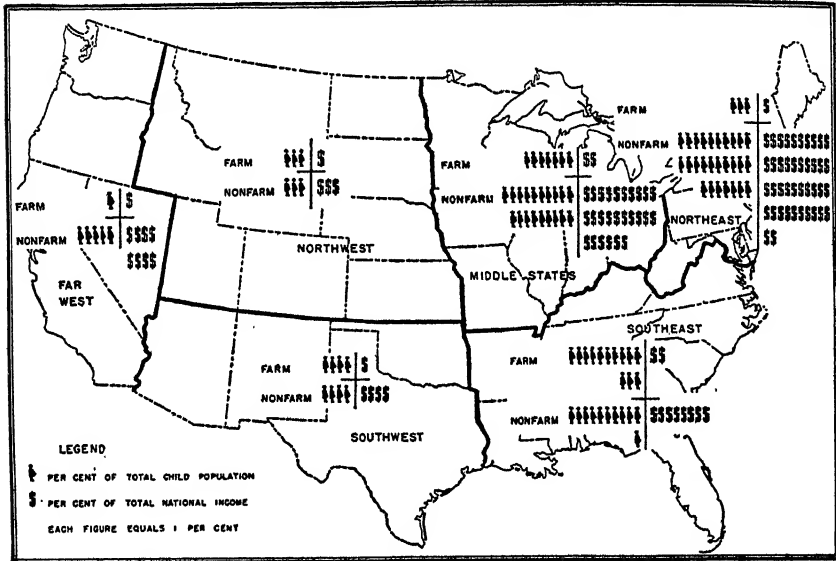 FARM
NONFARM
NORTHEAST
FARM
NONFARM
MIDDLE STATES
FARM
NONFARM
NORTHWEST
FARM
NONFARM
FAR
WEST
SOUTHEAST
FARM
NONFARM
FARM
NONFARM
SOUTHWEST
LEGEND
PER CENT OF TOTAL CHILD POPULATION
$ PER CENT OF TOTAL NATIONAL INCOME
EACH FIGURE EQUALS 1 PER CENT